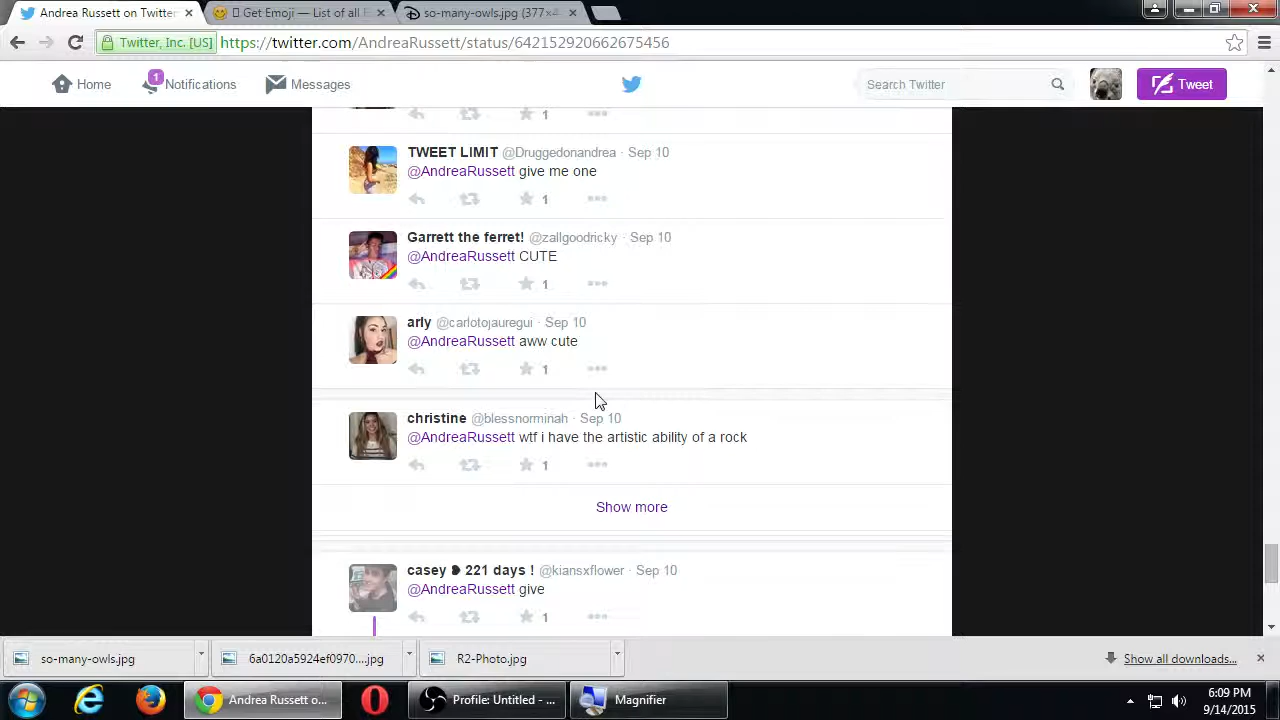 Andrea Russett on Twitter
Get Emoji — List of all E
so-many-owls.jpg (377×4
Twitter, Inc. [US]
https://twitter.com/AndreaRussett/status/642152920662675456
Home
1
Notifications
Messages
Search Twitter
Tweet
1
TWEET LIMIT @Druggedonandrea · Sep 10
@AndreaRussett give me one
1
Garrett the ferret! @zallgoodricky · Sep 10
@AndreaRussett CUTE
1
arly @carlotojauregui · Sep 10
@AndreaRussett aww cute
1
christine @blessnorminah · Sep 10
@AndreaRussett wtf i have the artistic ability of a rock
1
Show more
casey ❥ 221 days ! @kiansxflower · Sep 10
@AndreaRussett give
1
so-many-owls.jpg
6a0120a5924ef0970....jpg
R2-Photo.jpg
Show all downloads...
Andrea Russett o...
Profile: Untitled - ...
Magnifier
6:09 PM
9/14/2015